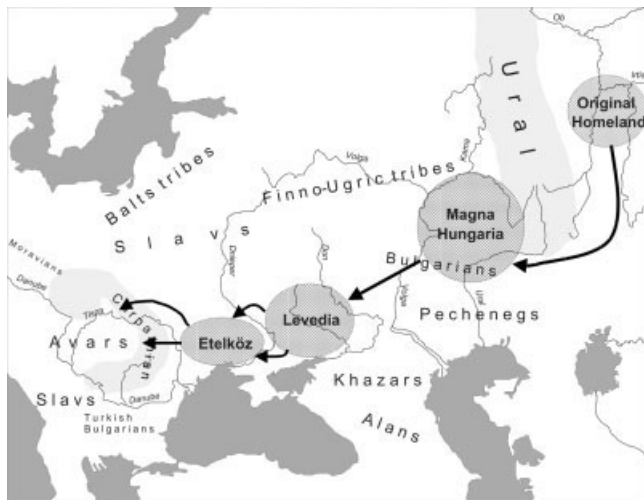 Ob
Ural
Original
Homeland
Volga
Finno-Ugric tribes
Balts tribes
Slavs
Magna
Hungaria
Bulgarians
Moravians
Danube
Tisza
Carpathian
Dnieper
Don
Volga
Ural
Levedia
Pechenegs
Avars
Etelköz
Khazars
Slavs
Danube
Turkish
Bulgarians
Alans